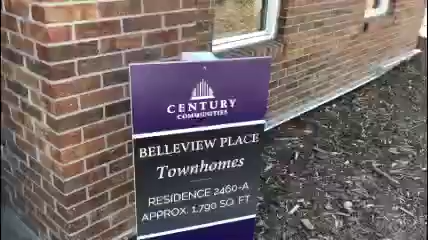 CENTURY
COMMUNITIES
BELLEVIEW PLACE
Townhomes
RESIDENCE 2460-A
APPROX. 1,790 SQ FT